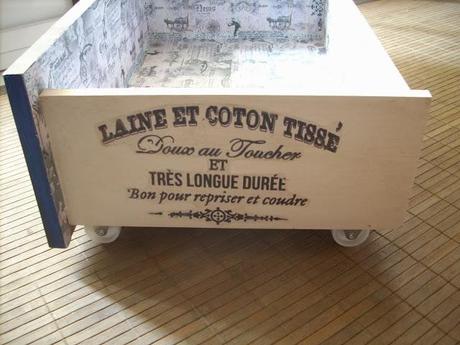 LAINE ET COTON TISSÉ
Doux au Toucher
ET
TRÈS LONGUE DURÉE
Bon pour repriser et coudre